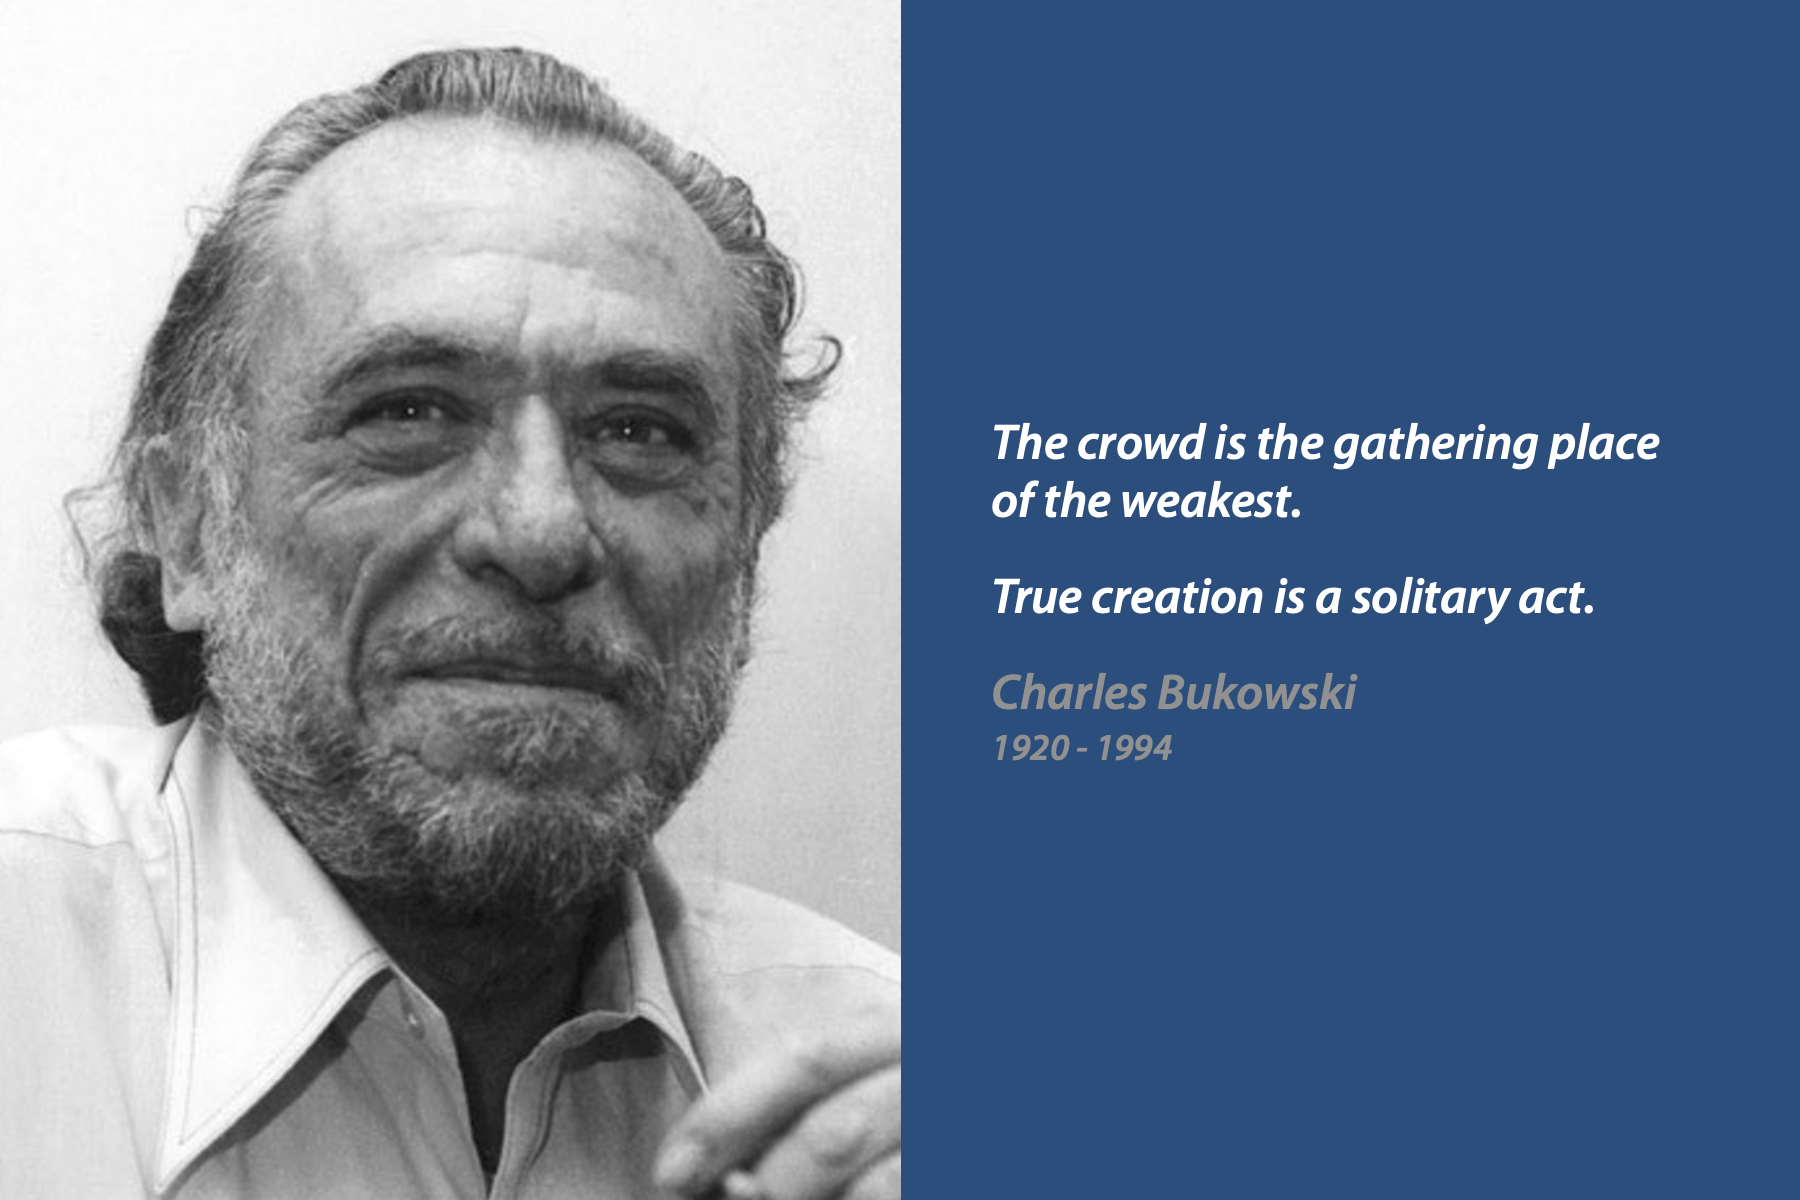 The crowd is the gathering place
of the weakest.
True creation is a solitary act.
Charles Bukowski
1920 - 1994